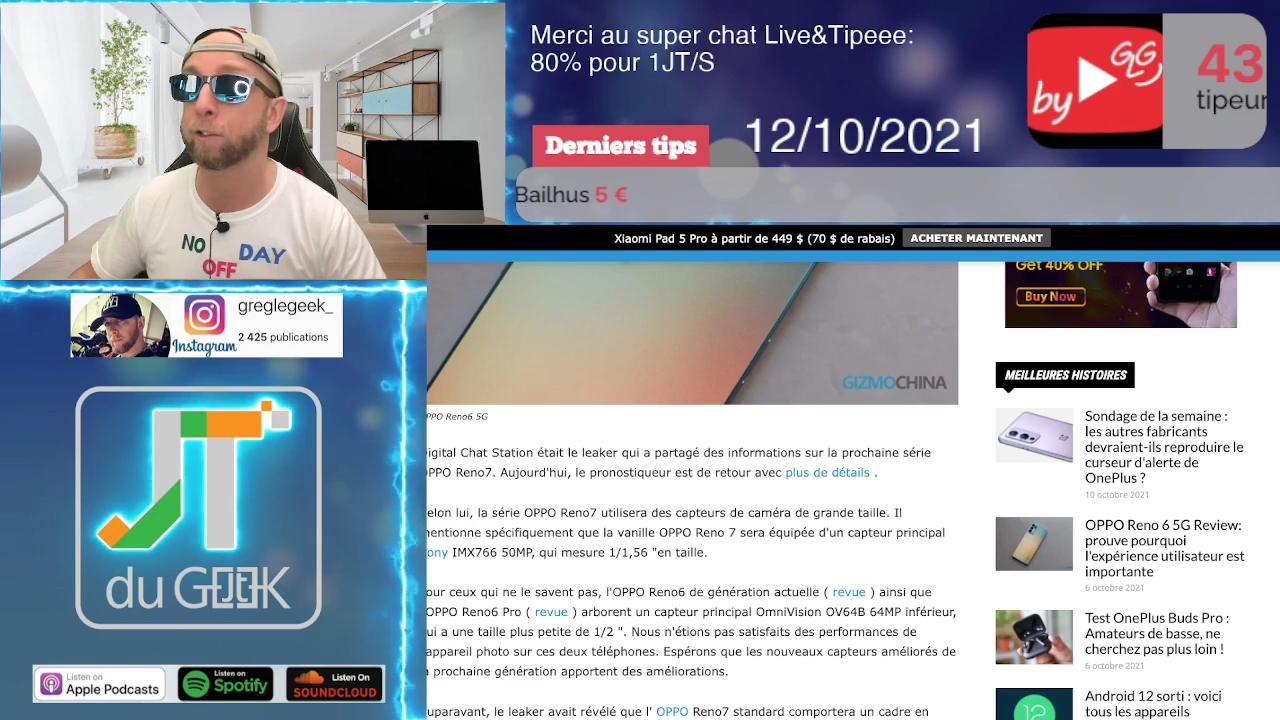 Merci au super chat Live&Tipeee:
80% pour 1JT/S
Derniers tips
12/10/2021
by
GLG
43
tipeur
Bailhus 5 €
NO
DAY
OFF
greglegeek_
2 425 publications
Instagram
JT
du GEEK
Listen on
Apple Podcasts
Listen on
Spotify
Listen On
SOUNDCLOUD
Xiaomi Pad 5 Pro à partir de 449 $ (70 $ de rabais)
ACHETER MAINTENANT
GIZMOCHINA
PPO Reno6 5G
igital Chat Station était le leaker qui a partagé des informations sur la prochaine série
PPO Reno7. Aujourd'hui, le pronostiqueur est de retour avec plus de détails .
elon lui, la série OPPO Reno7 utilisera des capteurs de caméra de grande taille. Il
entionne spécifiquement que la vanille OPPO Reno 7 sera équipée d'un capteur principal
ony IMX766 50MP, qui mesure 1/1,56 "en taille.
our ceux qui ne le savent pas, l'OPPO Reno6 de génération actuelle ( revue ) ainsi que
OPPO Reno6 Pro ( revue ) arborent un capteur principal OmniVision OV64B 64MP inférieur,
ui a une taille plus petite de 1/2 ". Nous n'étions pas satisfaits des performances de
appareil photo sur ces deux téléphones. Espérons que les nouveaux capteurs améliorés de
a prochaine génération apportent des améliorations.
uparavant, le leaker avait révélé que l' OPPO Reno7 standard comportera un cadre en
Get 40% OFF
Buy Now
MEILLEURES HISTOIRES
Sondage de la semaine :
les autres fabricants
devraient-ils reproduire le
curseur d'alerte de
OnePlus ?
10 octobre 2021
OPPO Reno 6 5G Review:
prouve pourquoi
l'expérience utilisateur est
importante
6 octobre 2021
Test OnePlus Buds Pro :
Amateurs de basse, ne
cherchez pas plus loin !
6 octobre 2021
Android 12 sorti : voici
tous les appareils
12